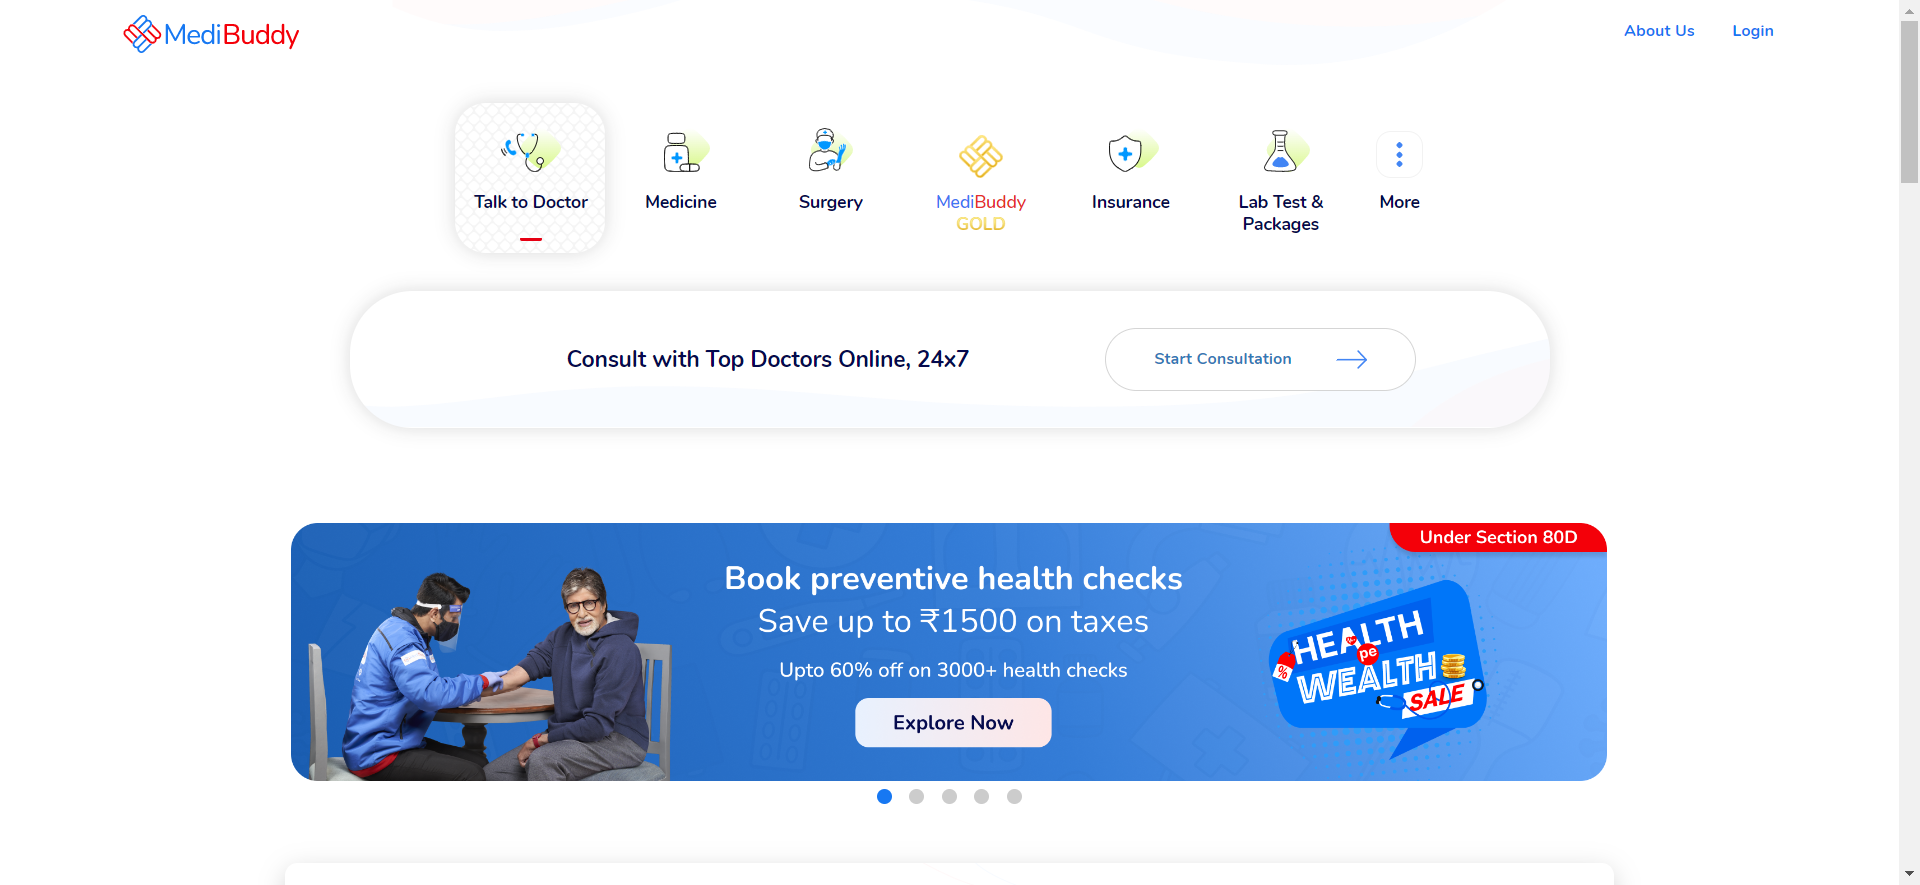 MediBuddy
About Us
Login
Talk to Doctor
Medicine
Surgery
MediBuddy
GOLD
Insurance
Lab Test &
Packages
More
Consult with Top Doctors Online, 24x7
Start Consultation
Under Section 80D
Book preventive health checks
Save up to ₹1500 on taxes
Upto 60% off on 3000+ health checks
Explore Now
HEALTH
pe
%
WEALTH
SALE